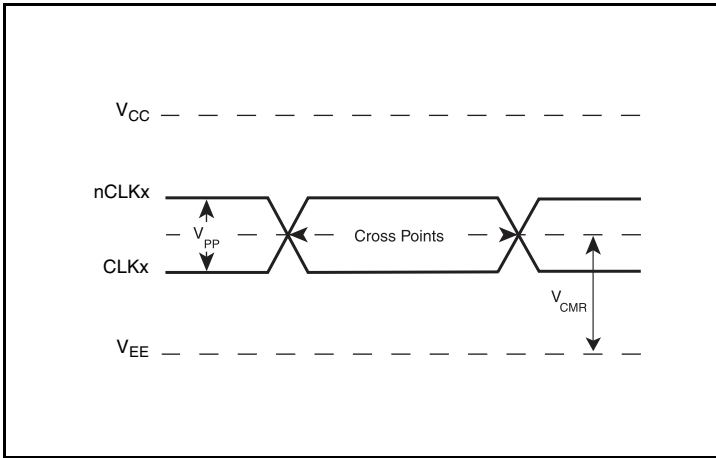 VCC
nCLKx
VPP
Cross Points
CLKx
VCMR
VEE